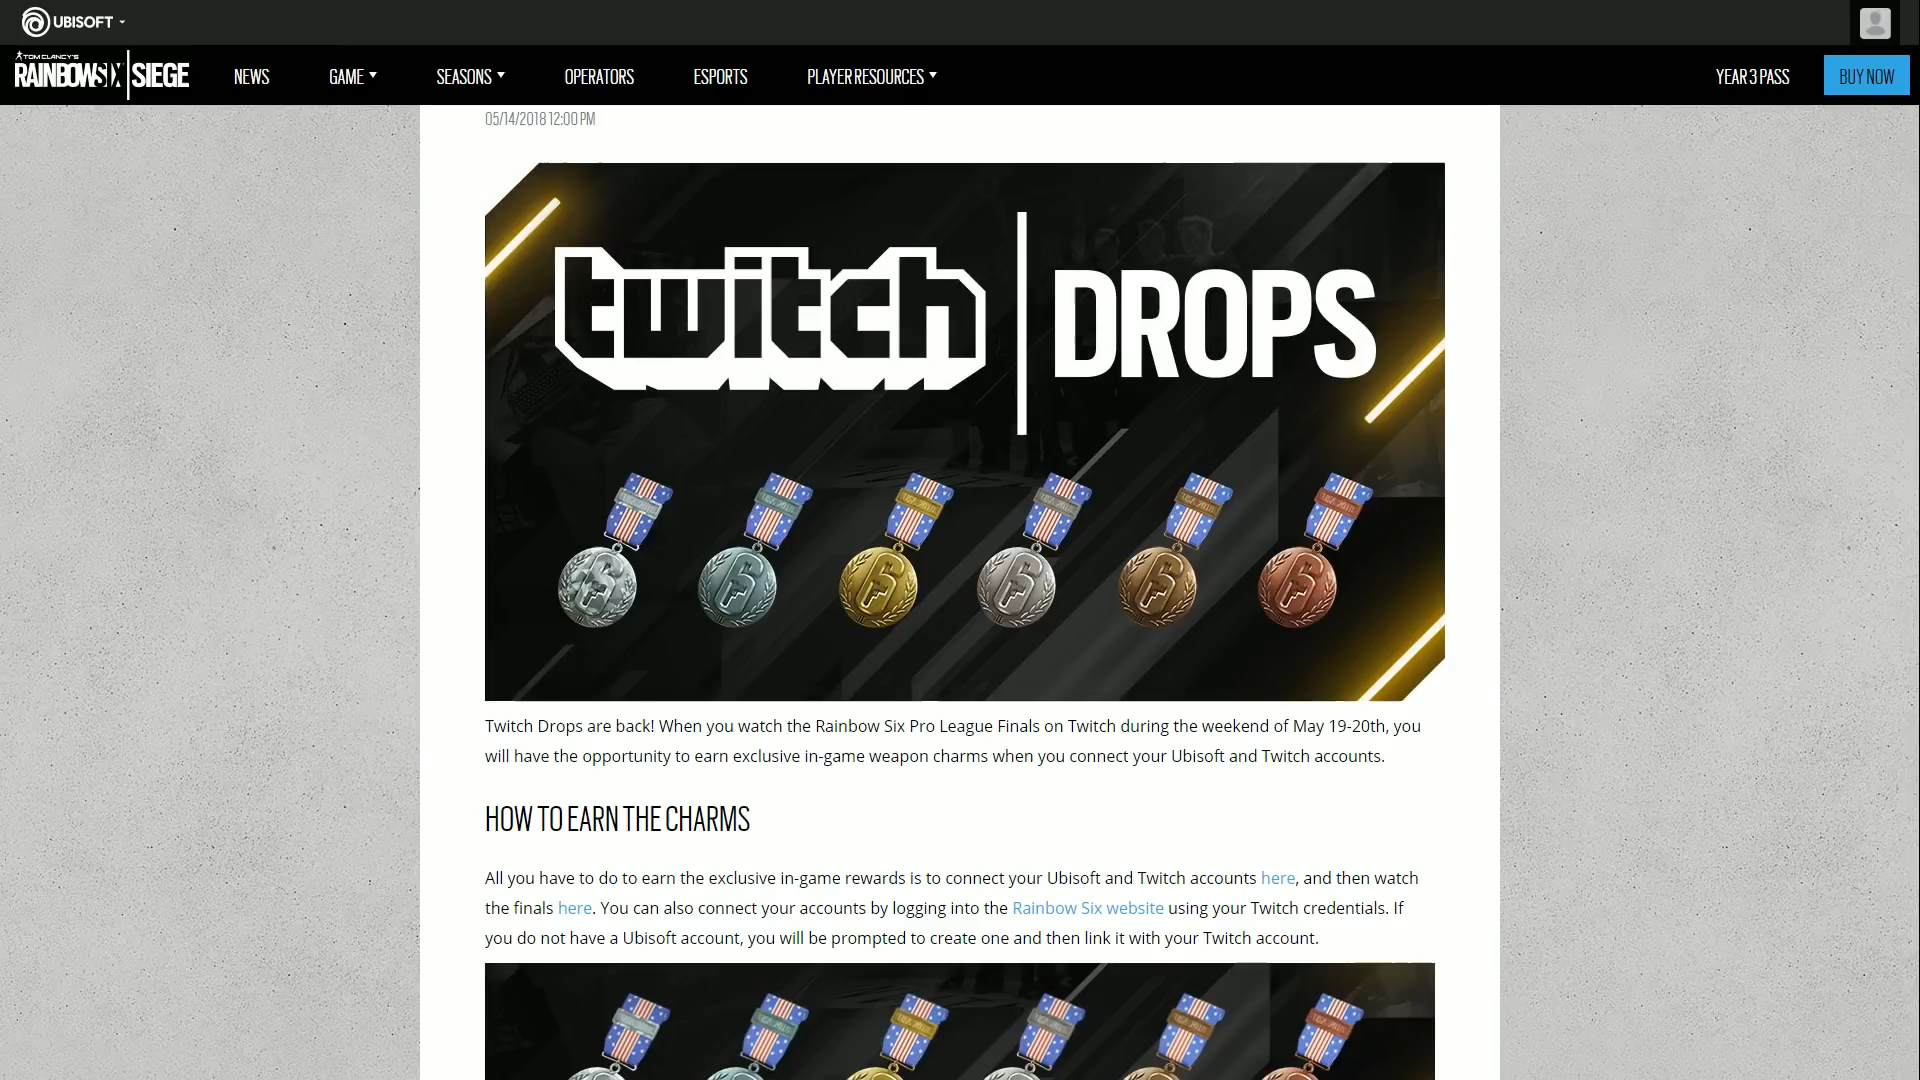 UBISOFT
TOM CLANCY'S
RAINBOW SIX | SIEGE
NEWS
GAME
SEASONS
OPERATORS
ESPORTS
PLAYER RESOURCES
YEAR 3 PASS
BUY NOW
05/14/2018 12:00 PM
twitch | DROPS
Twitch Drops are back! When you watch the Rainbow Six Pro League Finals on Twitch during the weekend of May 19-20th, you
will have the opportunity to earn exclusive in-game weapon charms when you connect your Ubisoft and Twitch accounts.
HOW TO EARN THE CHARMS
All you have to do to earn the exclusive in-game rewards is to connect your Ubisoft and Twitch accounts here, and then watch
the finals here. You can also connect your accounts by logging into the Rainbow Six website using your Twitch credentials. If
you do not have a Ubisoft account, you will be prompted to create one and then link it with your Twitch account.